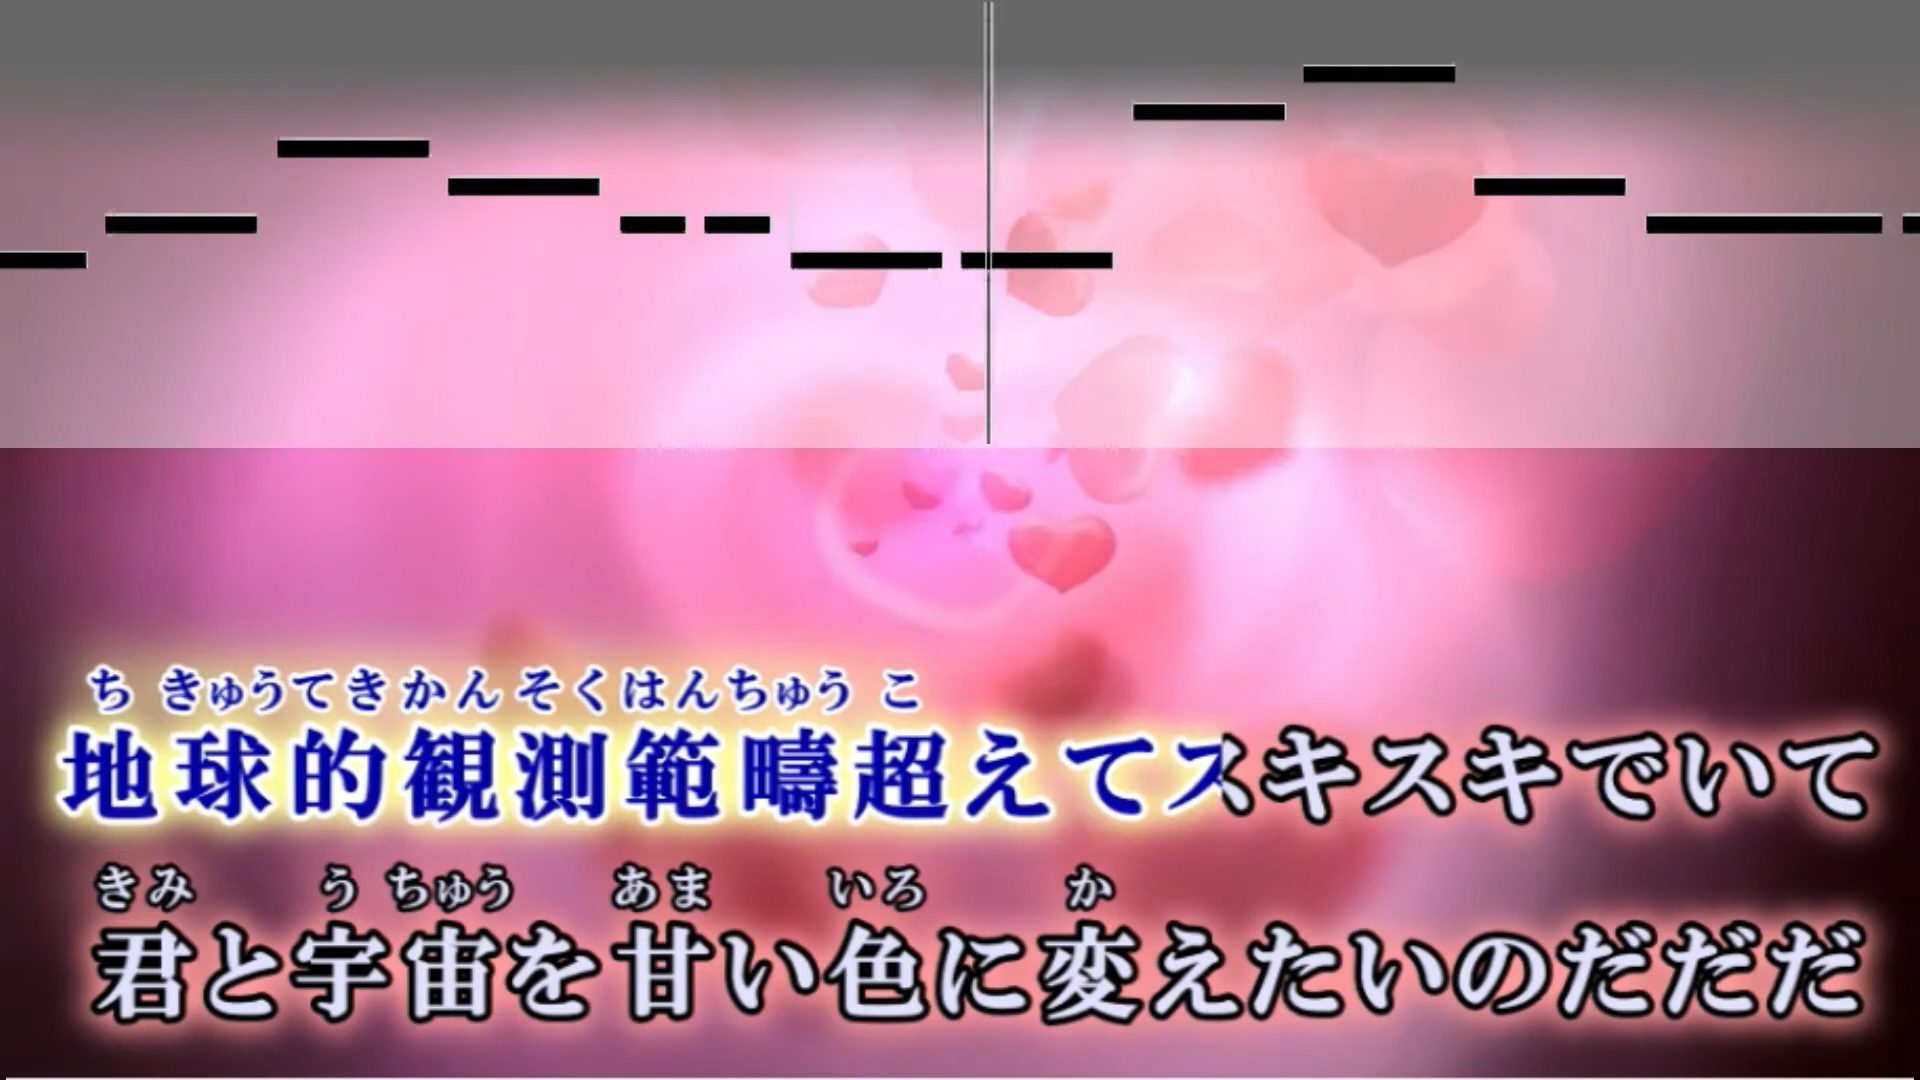 ちきゅうてきかんそくはんちゅうこ
地球的観測範疇超えてスキスキでいて
きみ うちゅう あま いろ か
君と宇宙を甘い色に変えたいのだだだ